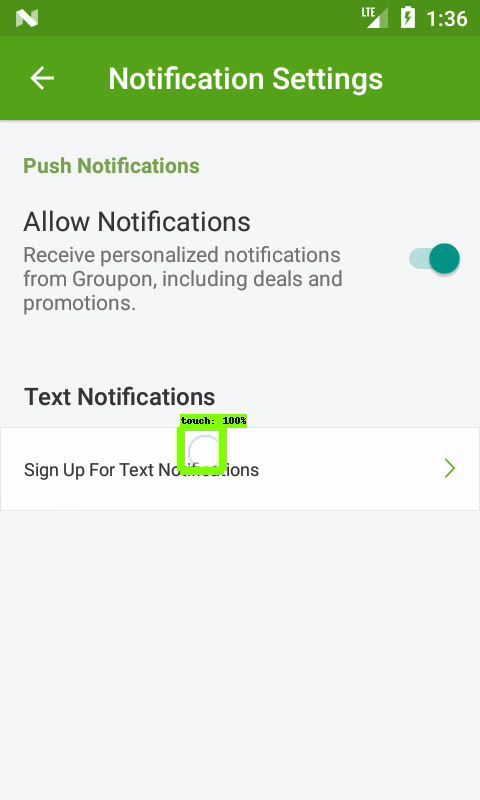 LTE 1:36
Notification Settings
Push Notifications
Allow Notifications
Receive personalized notifications
from Groupon, including deals and
promotions.
Text Notifications
touch: 100%
Sign Up For Text Notifications